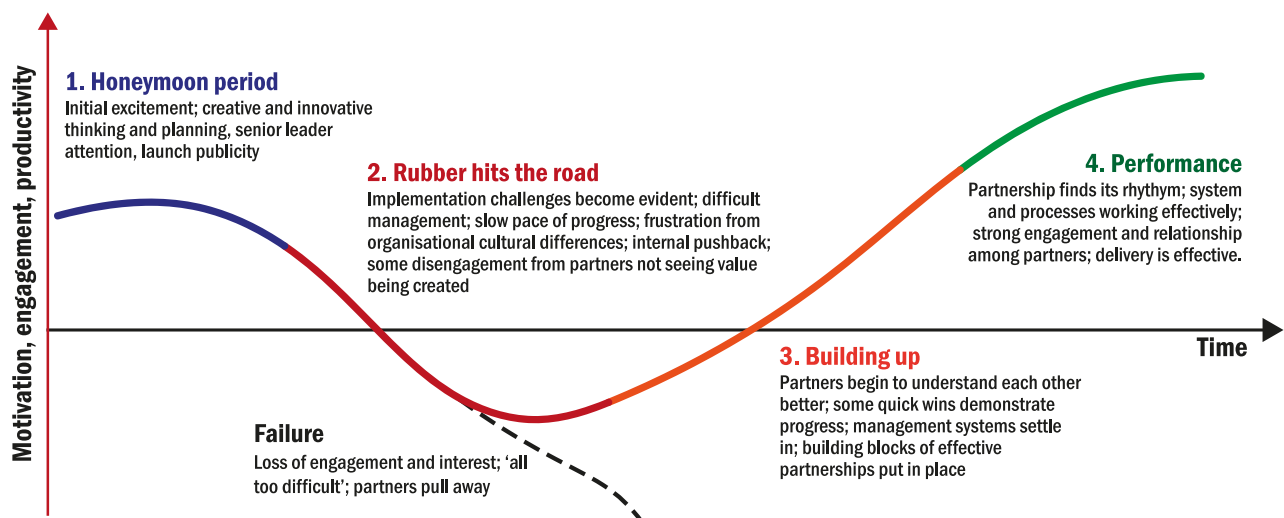 Motivation, engagement, productivity
1. Honeymoon period
Initial excitement; creative and innovative
thinking and planning, senior leader
attention, launch publicity
2. Rubber hits the road
Implementation challenges become evident; difficult
management; slow pace of progress; frustration from
organisational cultural differences; internal pushback;
some disengagement from partners not seeing value
being created
4. Performance
Partnership finds its rhythym; system
and processes working effectively;
strong engagement and relationship
among partners; delivery is effective.
Time
3. Building up
Partners begin to understand each other
better; some quick wins demonstrate
progress; management systems settle
in; building blocks of effective
partnerships put in place
Failure
Loss of engagement and interest; ‘all
too difficult’; partners pull away